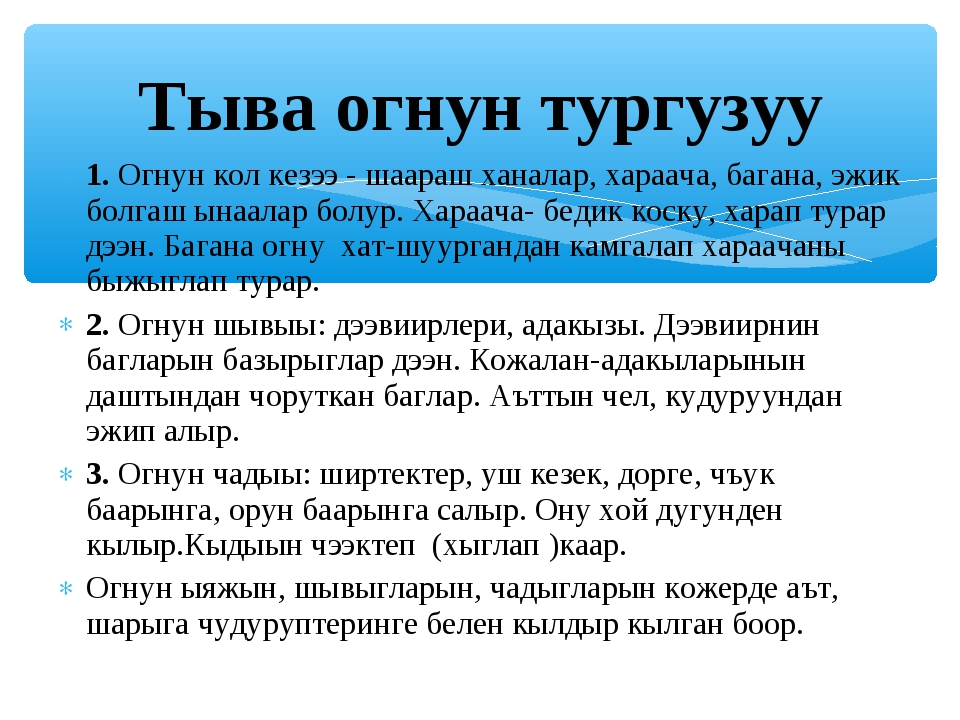 Тыва огнун тургузуу
1. Огнун кол кезээ - шаараш ханалар, хараача, багана, эжик
болгаш ынаалар болур. Хараача- бедик коску, харап турар
дээн. Багана огну хат-шуургандан камгалап хараачаны
быжыглап турар.
* 2. Огнун шывыы: дээвиирлери, адакызы. Дээвиирнин
багларын базырыглар дээн. Кожалан-адакыларынын
даштындан чоруткан баглар. Аъттын чел, кудуруундан
эжип алыр.
* 3. Огнун чадыы: ширтектер, уш кезек, дорге, чъук
баарынга, орун баарынга салыр. Ону хой дугунден
кылыр.Кыдыын чээктеп (хыглап )каар.
* Огнун ыяжын, шывыгларын, чадыгларын кожерде аът,
шарыга чудуруптеринге белен кылдыр кылган боор.